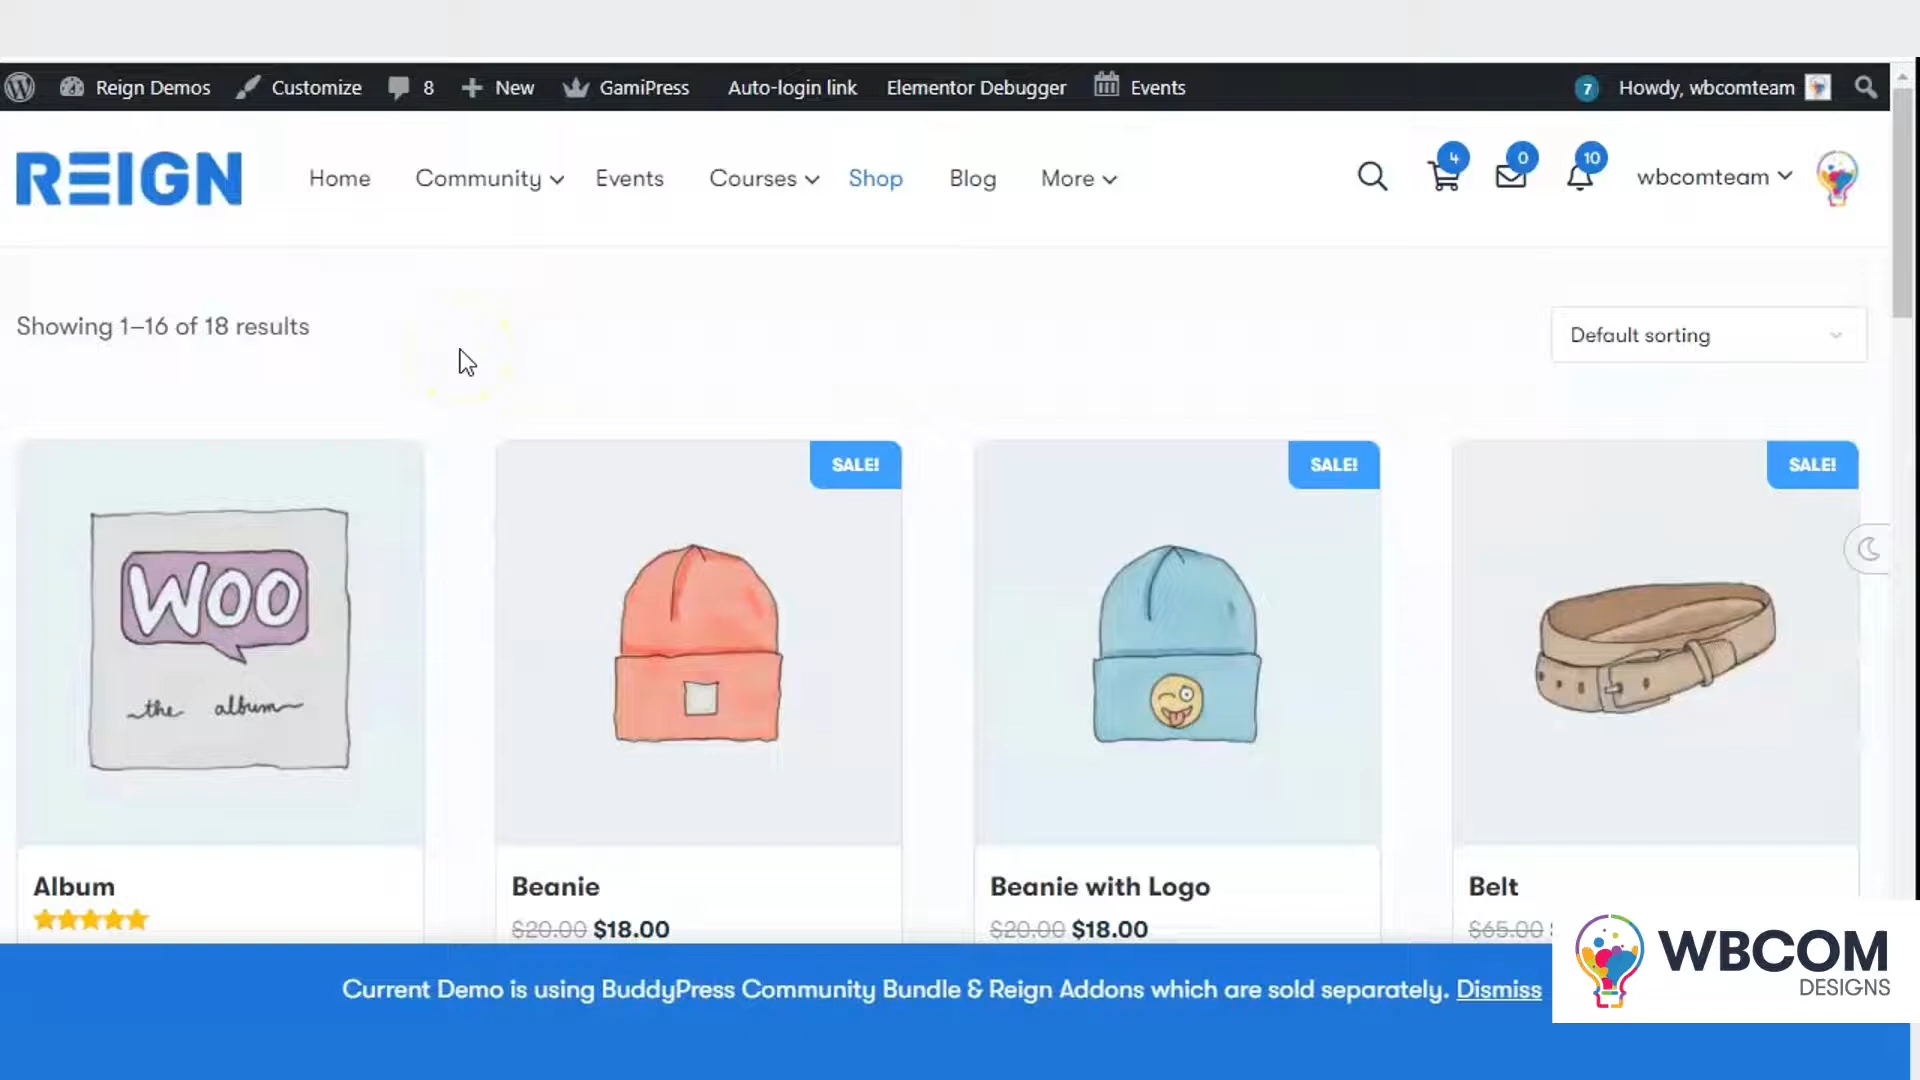 Reign Demos Customize 8 New GamiPress Auto-login link Elementor Debugger Events 7 Howdy, wbcomteam
REIGN Home Community Events Courses Shop Blog More 4 0 10 wbcomteam
Showing 1–16 of 18 results
Default sorting
SALE!
SALE!
SALE!
WOO
the album
Album
Beanie
Beanie with Logo
Belt
$20.00 $18.00
$20.00 $18.00
$65.00
Current Demo is using BuddyPress Community Bundle & Reign Addons which are sold separately. Dismiss
WBCOM
DESIGNS